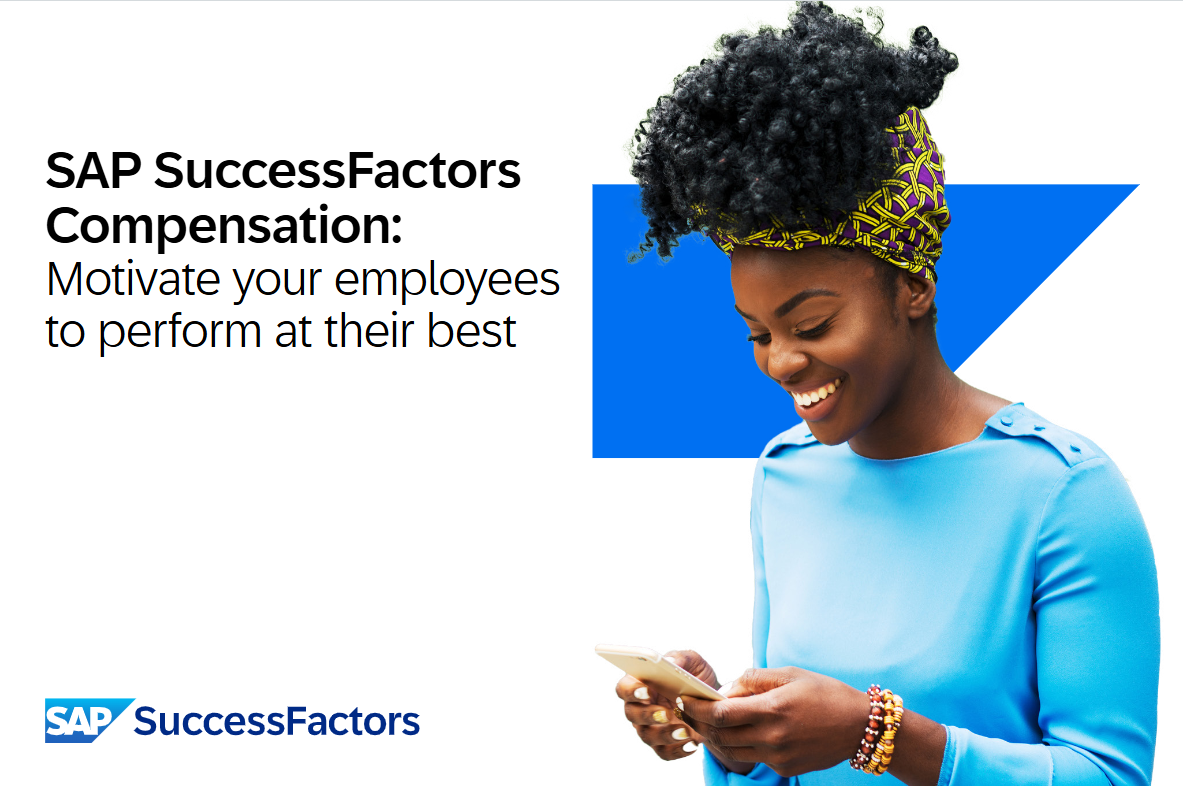 SAP SuccessFactors
Compensation:
Motivate your employees
to perform at their best
SAP SuccessFactors